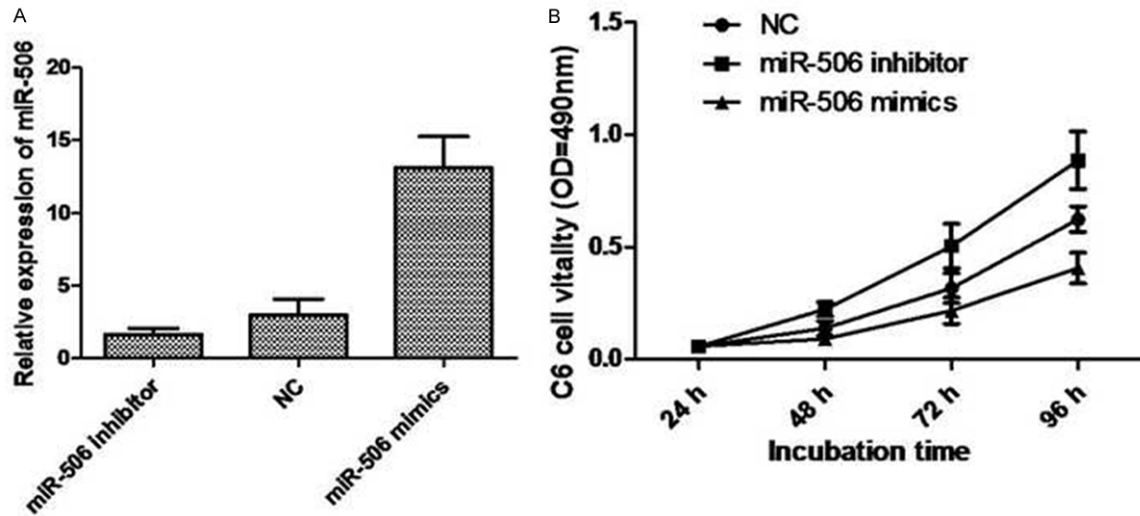 A
Relative expression of miR-506
20
15
10
5
0
miR-506 inhibitor
NC
miR-506 mimics
B
C6 cell vitality (OD=490nm)
1.5
1.0
0.5
0.0
NC
miR-506 inhibitor
miR-506 mimics
24 h
48 h
72 h
96 h
Incubation time